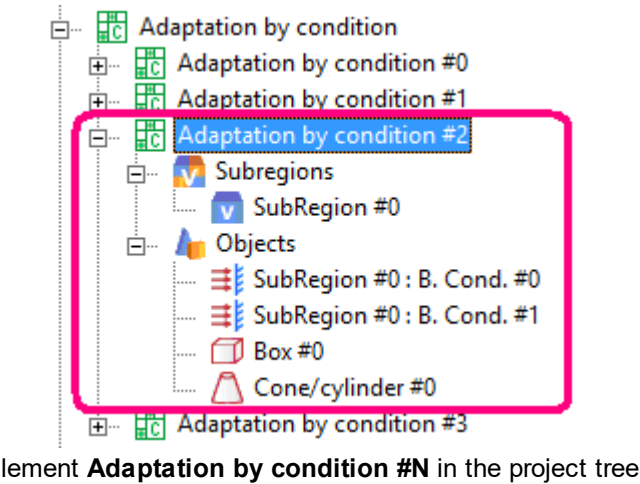 Adaptation by condition
Adaptation by condition #0
Adaptation by condition #1
Adaptation by condition #2
Subregions
SubRegion #0
Objects
SubRegion #0 : B. Cond. #0
SubRegion #0 : B. Cond. #1
Box #0
Cone/cylinder #0
Adaptation by condition #3
lement Adaptation by condition #N in the project tree